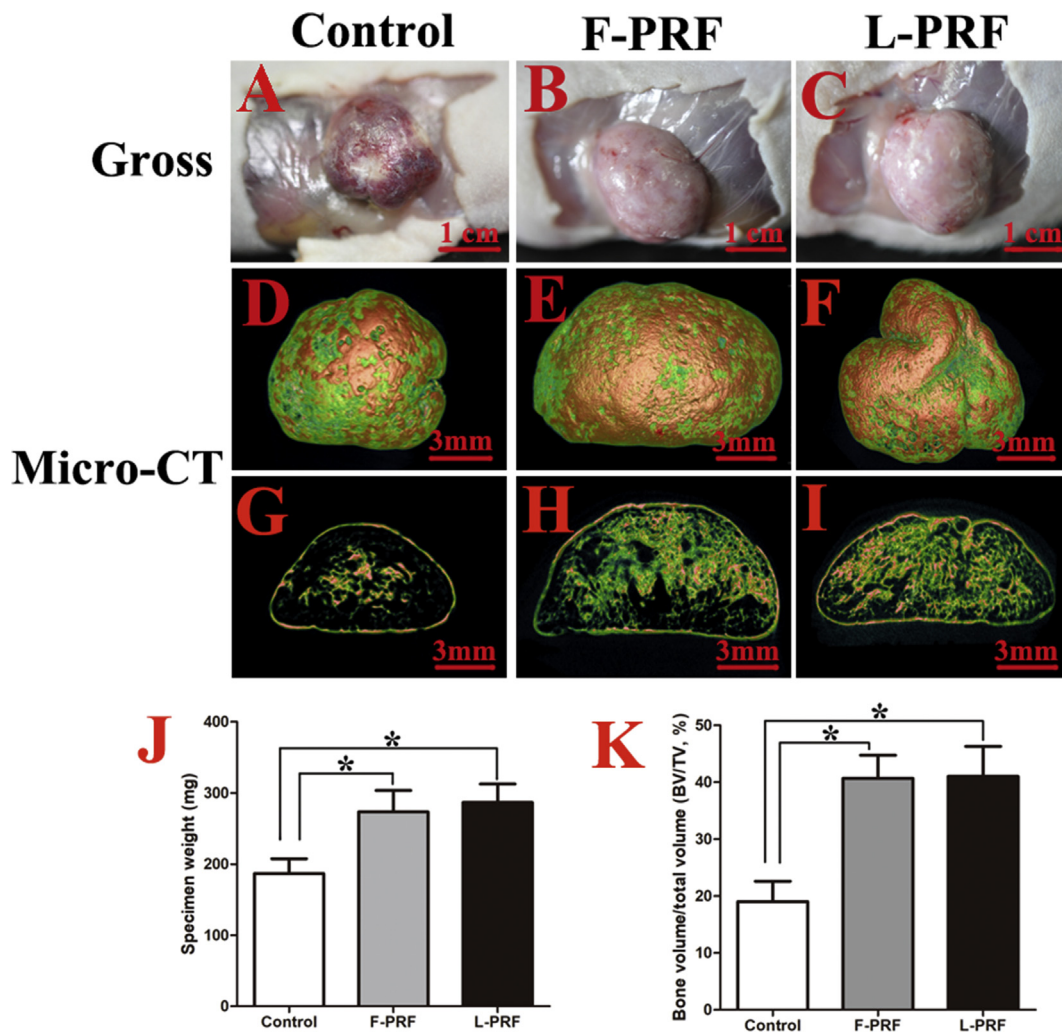 Control F-PRF L-PRF
Gross
A B C
1 cm 1 cm 1 cm
D E F
3mm 3mm 3mm
Micro-CT
G H I
3mm 3mm 3mm
J
Specimen weight (mg)
400
300
200
100
0
* *
Control F-PRF L-PRF
K
Bone volume/total volume (BV/TV, %)
50
40
30
20
10
0
* *
Control F-PRF L-PRF